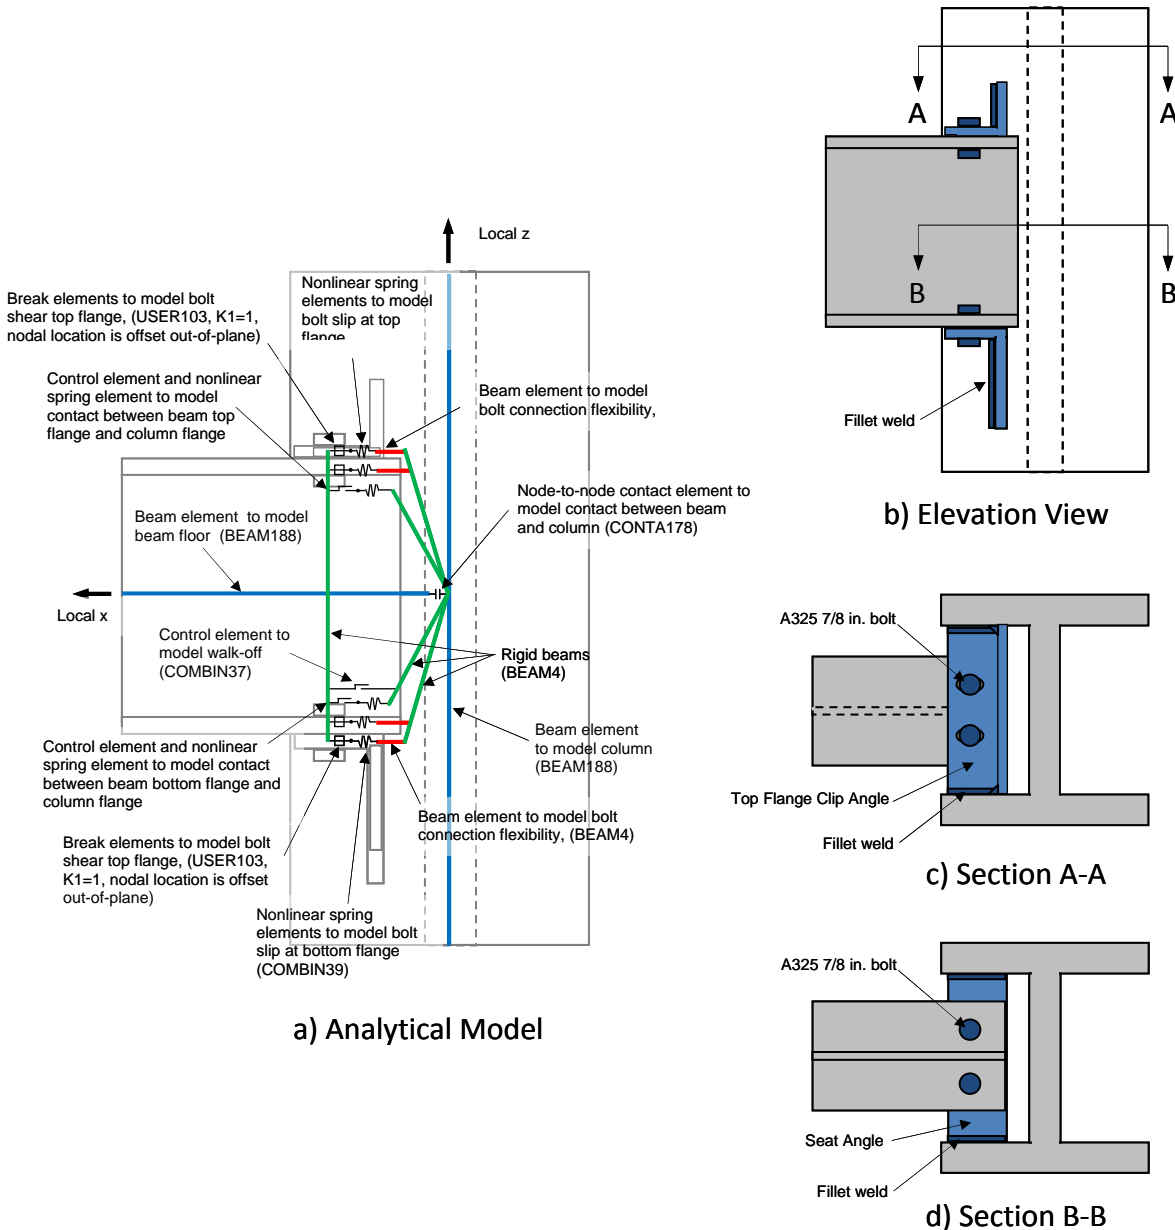 Local z
Nonlinear spring
elements to model
bolt slip at top
flange
Break elements to model bolt
shear top flange, (USER103, K1=1,
nodal location is offset out-of-plane)
Control element and nonlinear
spring element to model
contact between beam top
flange and column flange
Beam element to model
bolt connection flexibility,
Node-to-node contact element to
model contact between beam
and column (CONTA178)
Beam element to model
beam floor (BEAM188)
Local x
Control element to
model walk-off
(COMBIN37)
Rigid beams
(BEAM4)
Beam element
to model column
(BEAM188)
Control element and nonlinear
spring element to model contact
between beam bottom flange and
column flange
Beam element to model bolt
connection flexibility, (BEAM4)
Break elements to model bolt
shear top flange, (USER103,
K1=1, nodal location is offset
out-of-plane)
Nonlinear spring
elements to model bolt
slip at bottom flange
(COMBIN39)
a) Analytical Model
A
A
B
B
Fillet weld
b) Elevation View
A325 7/8 in. bolt
Top Flange Clip Angle
Fillet weld
c) Section A-A
A325 7/8 in. bolt
Seat Angle
Fillet weld
d) Section B-B